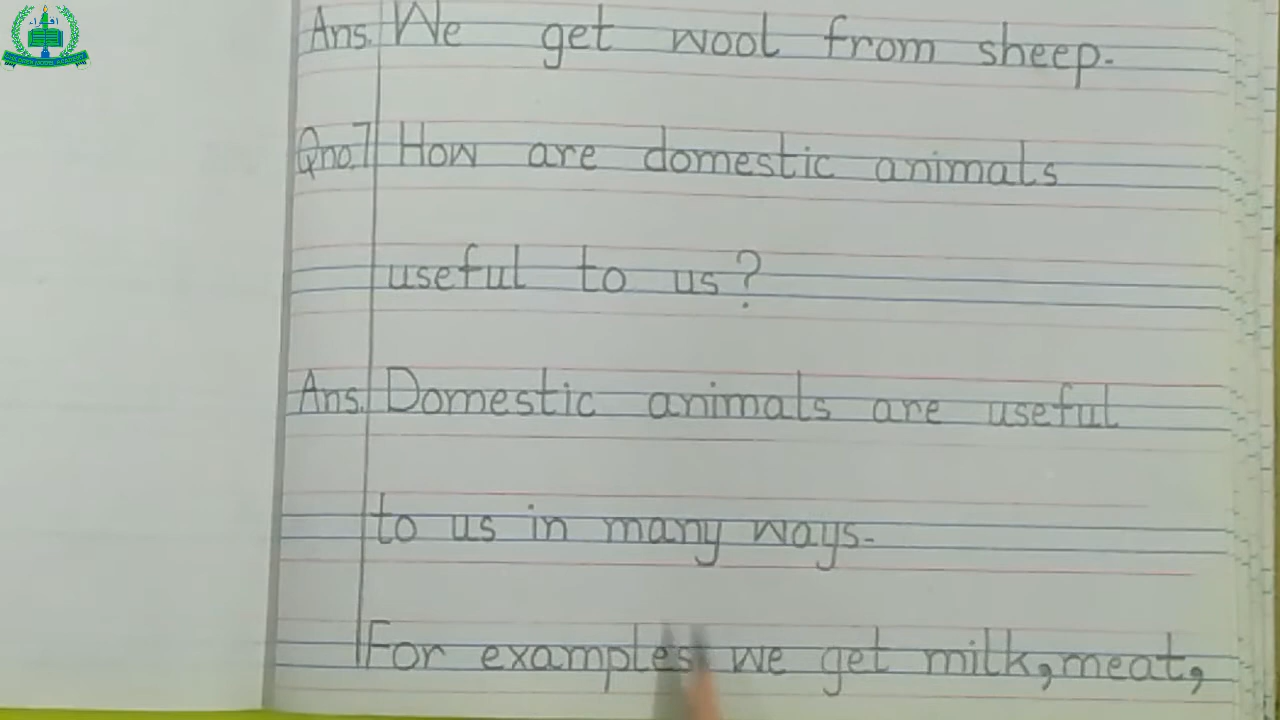 Ans. We get wool from sheep.
Qno.7 How are domestic animals
useful to us?
Ans. Domestic animals are useful
to us in many ways.
For examples we get milk, meat,